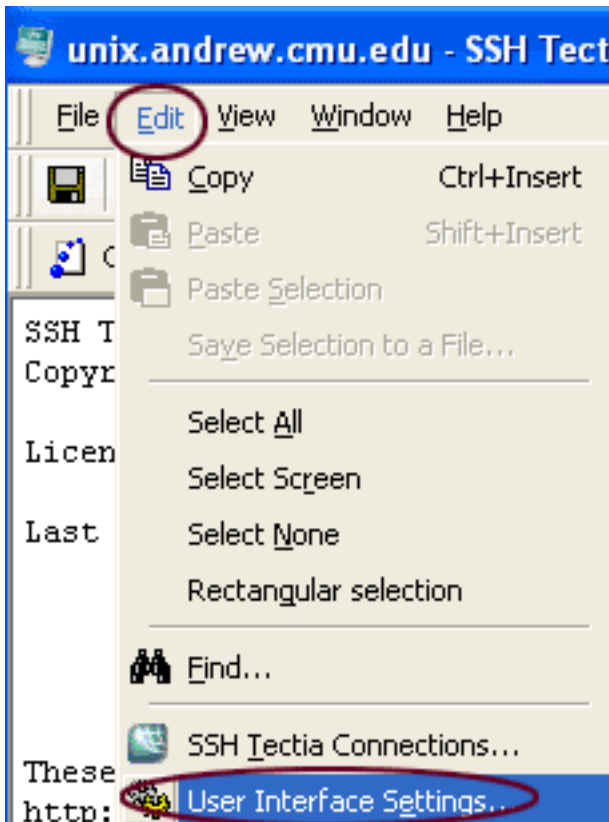 unix.andrew.cmu.edu - SSH Tect
File Edit View Window Help
Copy Ctrl+Insert
Paste Shift+Insert
Paste Selection
Save Selection to a File...
Select All
Select Screen
Select None
Rectangular selection
Find...
SSH Tectia Connections...
User Interface Settings...
SSH T
Copyr
Licen
Last
These
http: